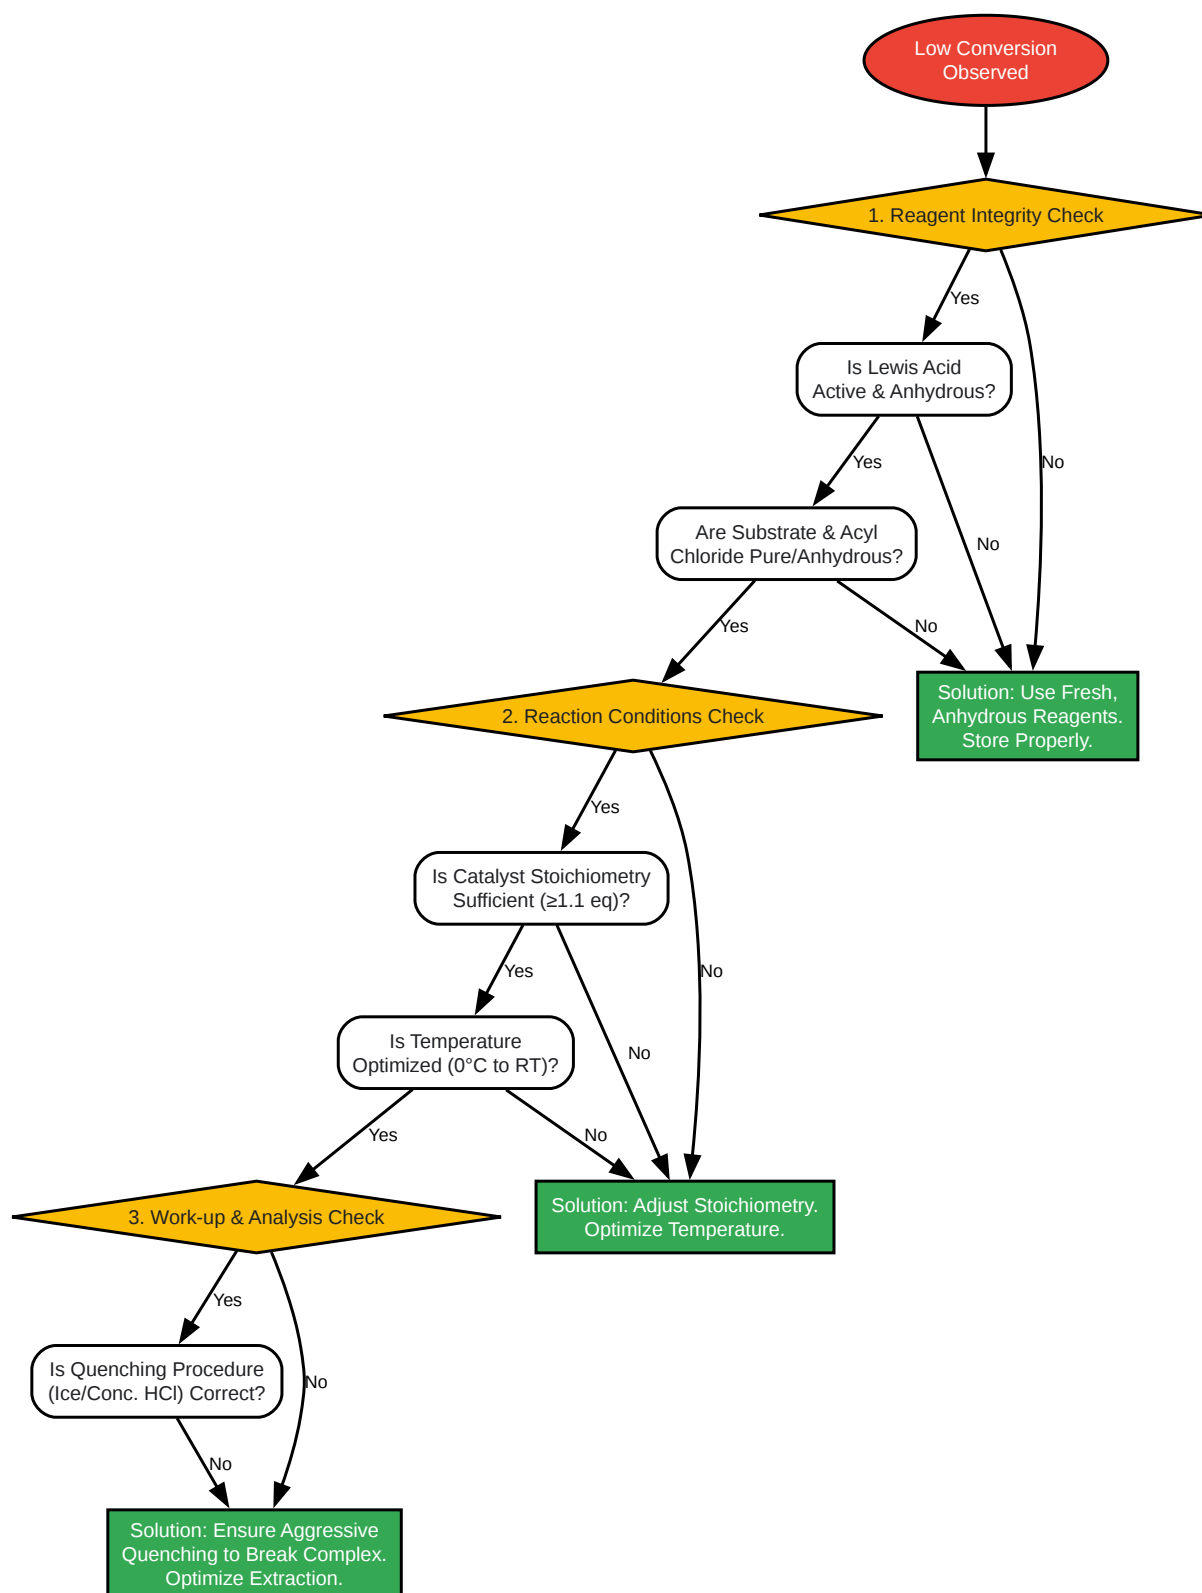 Low Conversion
Observed
1. Reagent Integrity Check
Yes
Is Lewis Acid
Active & Anhydrous?
Yes
No
Are Substrate & Acyl
Chloride Pure/Anhydrous?
No
Yes
No
Solution: Use Fresh,
Anhydrous Reagents.
Store Properly.
2. Reaction Conditions Check
Yes
Is Catalyst Stoichiometry
Sufficient (≥1.1 eq)?
Yes
No
Is Temperature
Optimized (0°C to RT)?
No
Yes
No
Solution: Adjust Stoichiometry.
Optimize Temperature.
3. Work-up & Analysis Check
Yes
Is Quenching Procedure
(Ice/Conc. HCl) Correct?
No
No
Solution: Ensure Aggressive
Quenching to Break Complex.
Optimize Extraction.